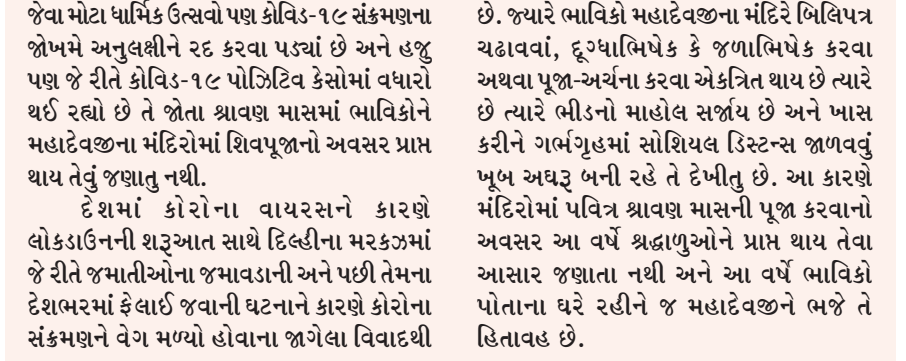 જેવા મોટા ધાર્મિક ઉત્સવો પણ કોવિડ-૧૯ સંક્રમણના
જોખમે અનુલક્ષીને રદ કરવા પડ્યાં છે અને હજુ
પણ જે રીતે કોવિડ-૧૯ પોઝિટિવ કેસોમાં વધારો
થઈ રહ્યો છે તે જોતા શ્રાવણ માસમાં ભાવિકોને
મહાદેવજીના મંદિરોમાં શિવપૂજાનો અવસર પ્રાપ્ત
થાય તેવું જણાતુ નથી.
દેશમાં કોરોના વાયરસને કારણે
લોકડાઉનની શરૂઆત સાથે દિલ્હીના મરકઝમાં
જે રીતે જમાતીઓના જમાવડાની અને પછી તેમના
દેશભરમાં ફેલાઈ જવાની ઘટનાને કારણે કોરોના
સંક્રમણને વેગ મળ્યો હોવાના જાગેલા વિવાદથી
છે. જ્યારે ભાવિકો મહાદેવજીના મંદિરે બિલિપત્ર
ચઢાવવાં, દૂગ્ધાભિષેક કે જળાભિષેક કરવા
અથવા પૂજા-અર્ચના કરવા એકત્રિત થાય છે ત્યારે
છે ત્યારે ભીડનો માહોલ સર્જાય છે અને ખાસ
કરીને ગર્ભગૃહમાં સોશિયલ ડિસ્ટન્સ જાળવવું
ખૂબ અઘરૂ બની રહે તે દેખીતુ છે. આ કારણે
મંદિરોમાં પવિત્ર શ્રાવણ માસની પૂજા કરવાનો
અવસર આ વર્ષે શ્રદ્ધાળુઓને પ્રાપ્ત થાય તેવા
આસાર જણાતા નથી અને આ વર્ષે ભાવિકો
પોતાના ઘરે રહીને જ મહાદેવજીને ભજે તે
હિતાવહ છે.